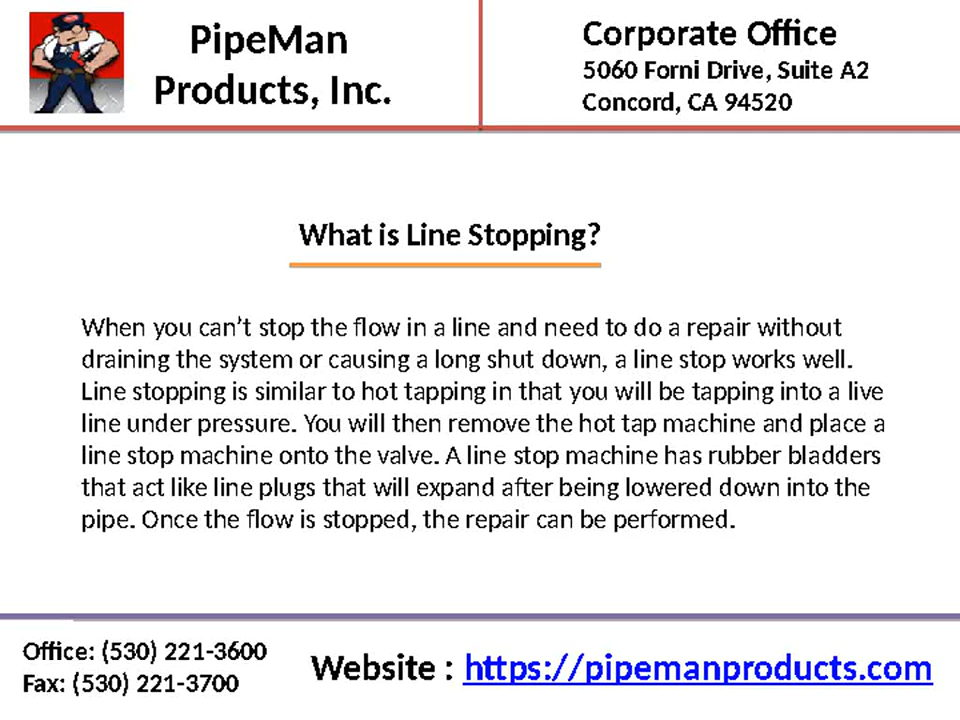 PipeMan
Products, Inc.
Corporate Office
5060 Forni Drive, Suite A2
Concord, CA 94520
What is Line Stopping?
When you can’t stop the flow in a line and need to do a repair without
draining the system or causing a long shut down, a line stop works well.
Line stopping is similar to hot tapping in that you will be tapping into a live
line under pressure. You will then remove the hot tap machine and place a
line stop machine onto the valve. A line stop machine has rubber bladders
that act like line plugs that will expand after being lowered down into the
pipe. Once the flow is stopped, the repair can be performed.
Office: (530) 221-3600
Fax: (530) 221-3700
Website : https://pipemanproducts.com